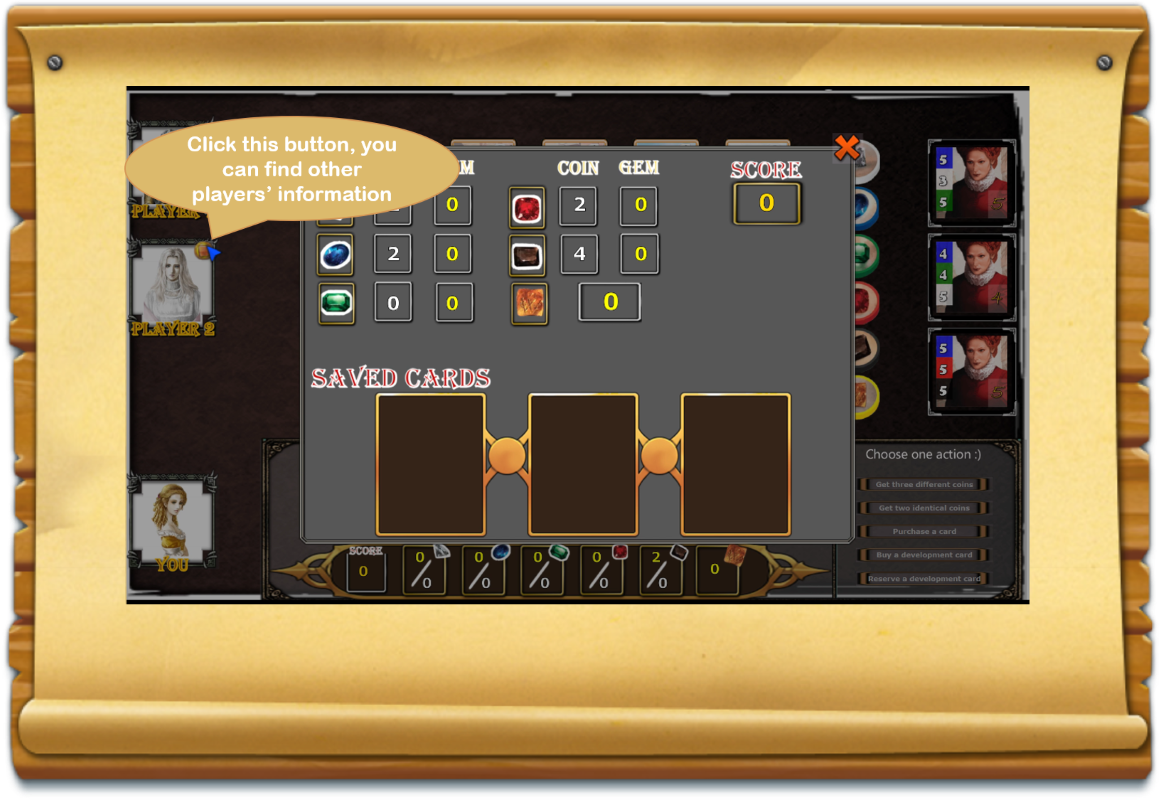 Click this button, you
can find other
players’ information
COIN GEM
SCORE
0 2 0 0
2 0 4 0
0 0 0
SAVED CARDS
PLAYER
PLAYER 2
YOU
5
3
5
4
4
5
5
5
5
Choose one action :)
Get three different coins
Get two identical coins
Purchase a card
Buy a development card
Reserve a development card
SCORE
0 0 0 0 0 2 0
0 0 0 0 0